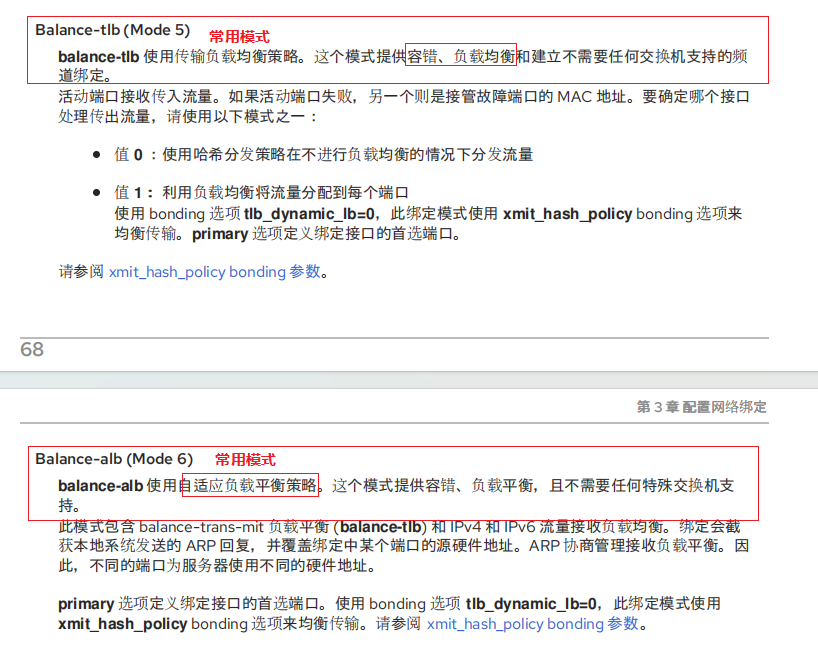 Balance-tlb (Mode 5) 常用模式
balance-tlb 使用传输负载均衡策略。这个模式提供容错、负载均衡和建立不需要任何交换机支持的频
道绑定。
活动端口接收传入流量。如果活动端口失败，另一个则是接管故障端口的 MAC 地址。要确定哪个接口
处理传出流量，请使用以下模式之一：
● 值 0 ：使用哈希分发策略在不进行负载均衡的情况下分发流量
● 值 1：利用负载均衡将流量分配到每个端口
使用 bonding 选项 tlb_dynamic_lb=0，此绑定模式使用 xmit_hash_policy bonding 选项来
均衡传输。primary 选项定义绑定接口的首选端口。
请参阅 xmit_hash_policy bonding 参数。
68
第 3 章 配置网络绑定
Balance-alb (Mode 6) 常用模式
balance-alb 使用自适应负载平衡策略。这个模式提供容错、负载平衡，且不需要任何特殊交换机支
持。
此模式包含 balance-trans-mit 负载平衡 (balance-tlb) 和 IPv4 和 IPv6 流量接收负载均衡。绑定会截
获本地系统发送的 ARP 回复，并覆盖绑定中某个端口的源硬件地址。ARP 协商管理接收负载平衡。因
此，不同的端口为服务器使用不同的硬件地址。
primary 选项定义绑定接口的首选端口。使用 bonding 选项 tlb_dynamic_lb=0，此绑定模式使用
xmit_hash_policy bonding 选项来均衡传输。请参阅 xmit_hash_policy bonding 参数。